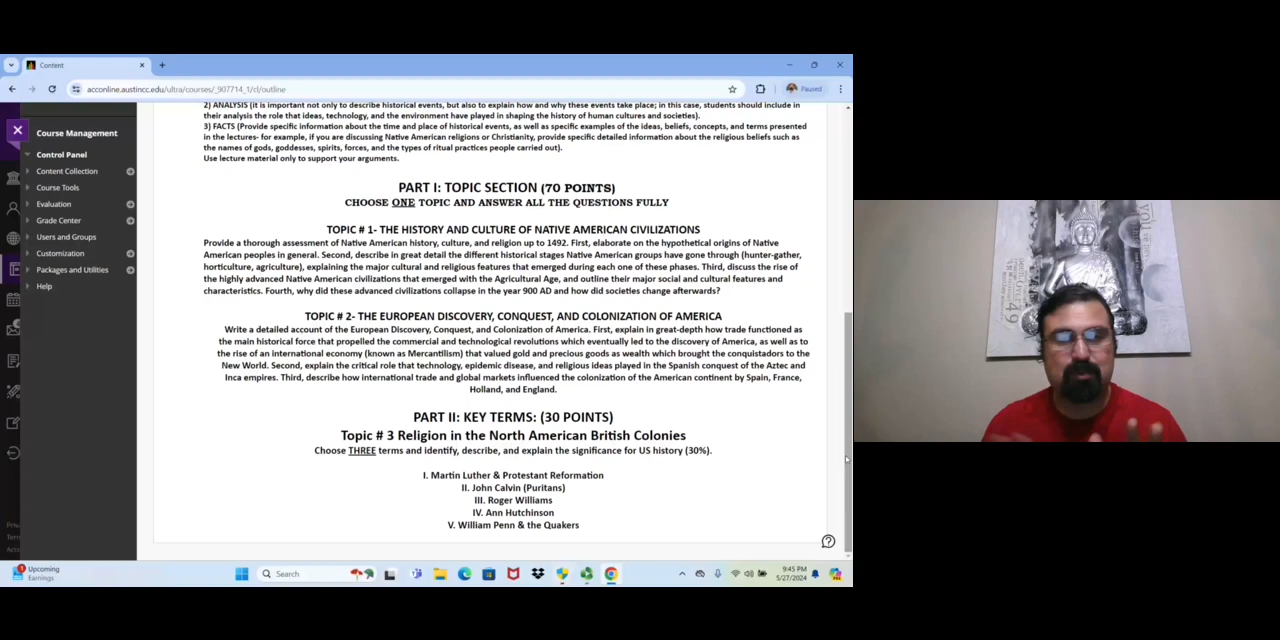 Content
acconline.austincc.edu/ultra/courses/_907714_1/cl/outline
Paused
Course Management
Control Panel
Content Collection
Course Tools
Evaluation
Grade Center
Users and Groups
Customization
Packages and Utilities
Help
2) ANALYSIS (it is important not only to describe historical events, but also to explain how and why these events take place; in this case, students should include in
their analysis the role that ideas, technology, and the environment have played in shaping the history of human cultures and societies).
3) FACTS (Provide specific information about the time and place of historical events, as well as specific examples of the ideas, beliefs, concepts, and terms presented
in the lectures- for example, if you are discussing Native American religions or Christianity, provide specific detailed information about the religious beliefs such as
the names of gods, goddesses, spirits, forces, and the types of ritual practices people carried out).
Use lecture material only to support your arguments.
PART I: TOPIC SECTION (70 POINTS)
CHOOSE ONE TOPIC AND ANSWER ALL THE QUESTIONS FULLY
TOPIC # 1- THE HISTORY AND CULTURE OF NATIVE AMERICAN CIVILIZATIONS
Provide a thorough assessment of Native American history, culture, and religion up to 1492. First, elaborate on the hypothetical origins of Native
American peoples in general. Second, describe in great detail the different historical stages Native American groups have gone through (hunter-gather,
horticulture, agriculture), explaining the major cultural and religious features that emerged during each one of these phases. Third, discuss the rise of
the highly advanced Native American civilizations that emerged with the Agricultural Age, and outline their major social and cultural features and
characteristics. Fourth, why did these advanced civilizations collapse in the year 900 AD and how did societies change afterwards?
TOPIC # 2- THE EUROPEAN DISCOVERY, CONQUEST, AND COLONIZATION OF AMERICA
Write a detailed account of the European Discovery, Conquest, and Colonization of America. First, explain in great-depth how trade functioned as
the main historical force that propelled the commercial and technological revolutions which eventually led to the discovery of America, as well as to
the rise of an international economy (known as Mercantilism) that valued gold and precious goods as wealth which brought the conquistadors to the
New World. Second, explain the critical role that technology, epidemic disease, and religious ideas played in the Spanish conquest of the Aztec and
Inca empires. Third, describe how international trade and global markets influenced the colonization of the American continent by Spain, France,
Holland, and England.
PART II: KEY TERMS: (30 POINTS)
Topic # 3 Religion in the North American British Colonies
Choose THREE terms and identify, describe, and explain the significance for US history (30%).
I. Martin Luther & Protestant Reformation
II. John Calvin (Puritans)
III. Roger Williams
IV. Ann Hutchinson
V. William Penn & the Quakers
Upcoming
Earnings
Search
9:45 PM
5/27/2024